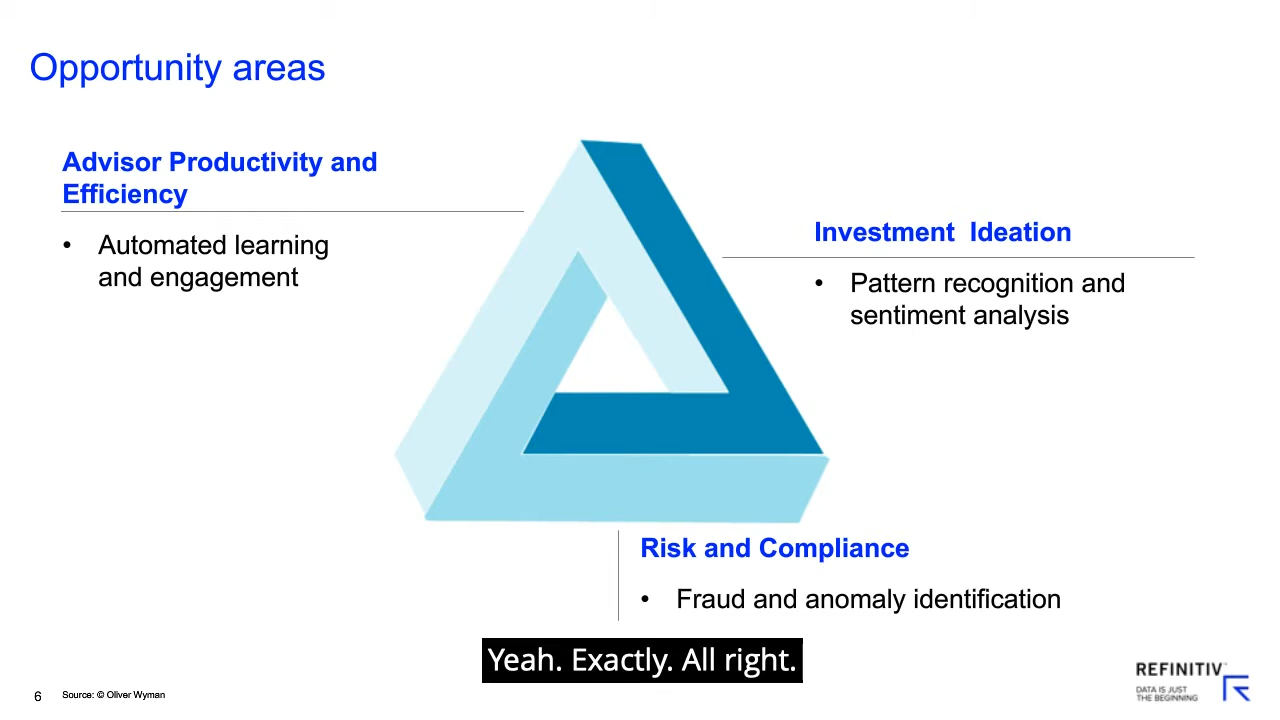 Opportunity areas
Advisor Productivity and
Efficiency
• Automated learning
and engagement
Investment  Ideation
• Pattern recognition and
sentiment analysis
Risk and Compliance
• Fraud and anomaly identification
Yeah. Exactly. All right.
6
Source: © Oliver Wyman
REFINITIV
DATA IS JUST
THE BEGINNING